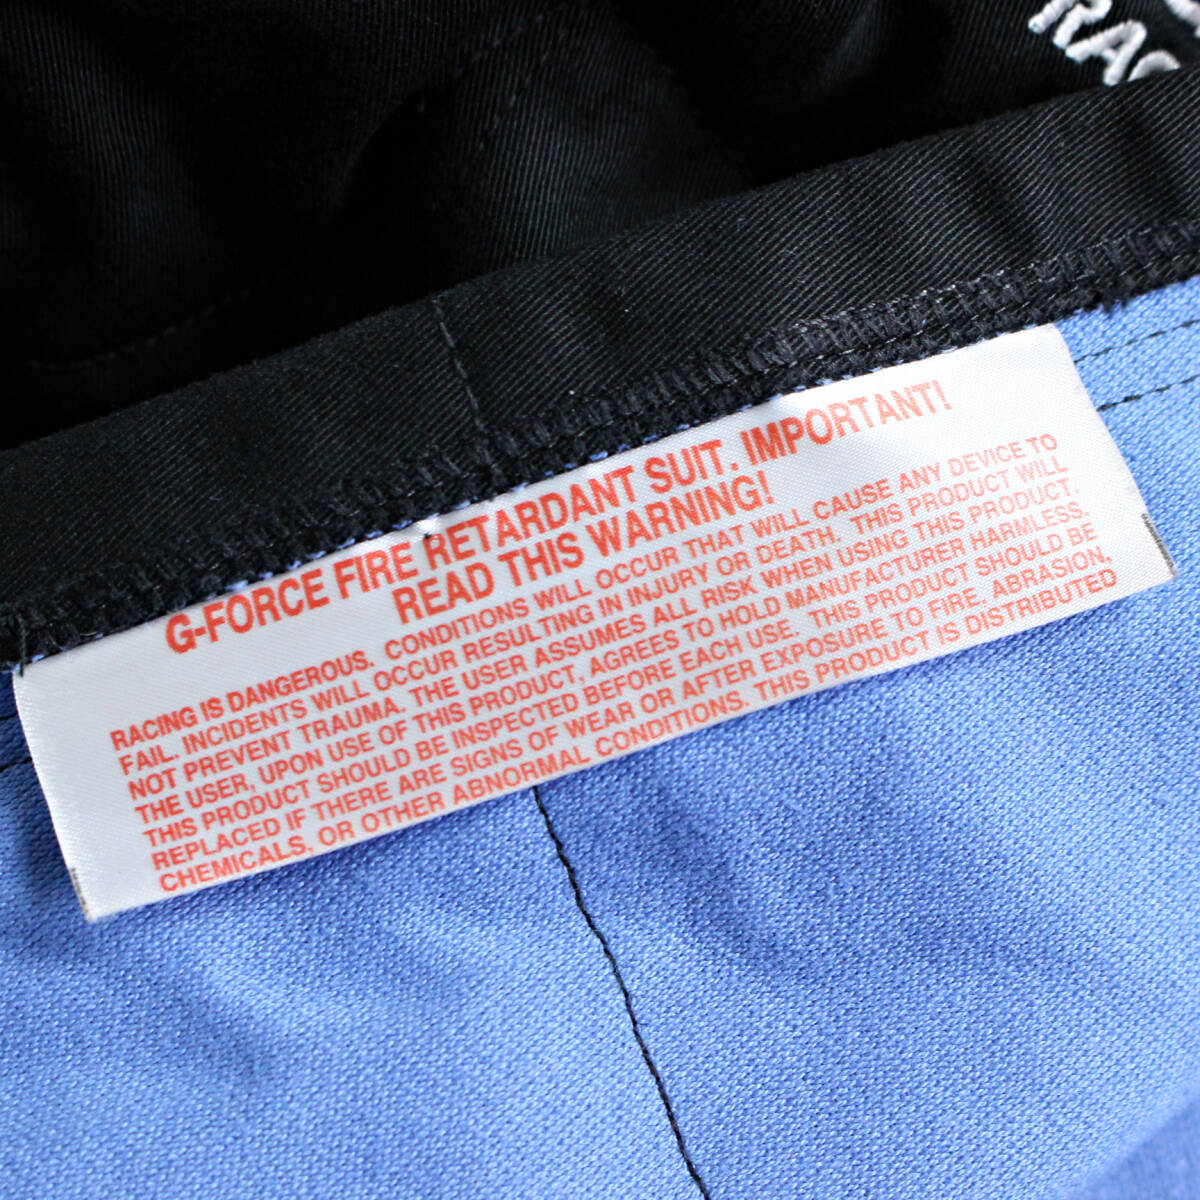 RAC
G-FORCE FIRE RETARDANT SUIT. IMPORTANT!
READ THIS WARNING!
RACING IS DANGEROUS. CONDITIONS WILL OCCUR THAT WILL CAUSE ANY DEVICE TO
FAIL. INCIDENTS WILL OCCUR RESULTING IN INJURY OR DEATH. THIS PRODUCT WILL
NOT PREVENT TRAUMA. THE USER ASSUMES ALL RISK WHEN USING THIS PRODUCT.
THE USER, UPON USE OF THIS PRODUCT, AGREES TO HOLD MANUFACTURER HARMLESS.
THIS PRODUCT SHOULD BE INSPECTED BEFORE EACH USE. THIS PRODUCT SHOULD BE
REPLACED IF THERE ARE SIGNS OF WEAR OR AFTER EXPOSURE TO FIRE, ABRASION,
CHEMICALS, OR OTHER ABNORMAL CONDITIONS. THIS PRODUCT IS DISTRIBUTED